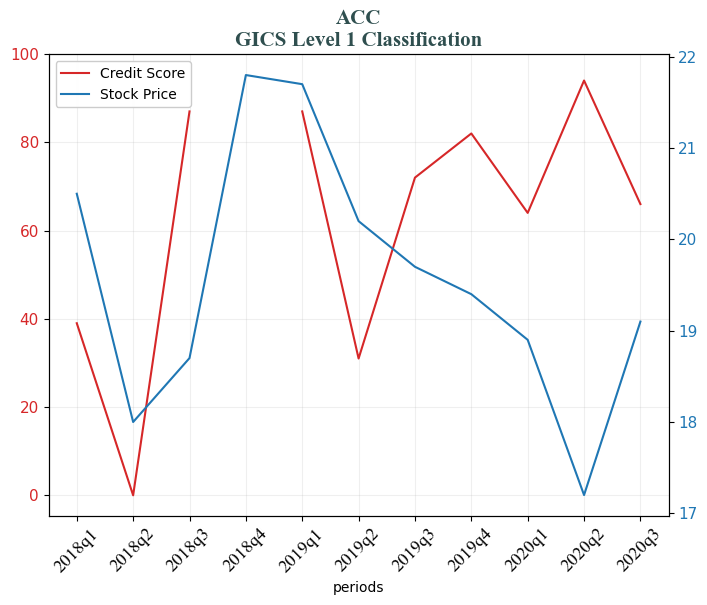 ACC
GICS Level 1 Classification
Credit Score
Stock Price
100
80
60
40
20
0
22
21
20
19
18
17
2018q1
2018q2
2018q3
2018q4
2019q1
2019q2
2019q3
2019q4
2020q1
2020q2
2020q3
periods